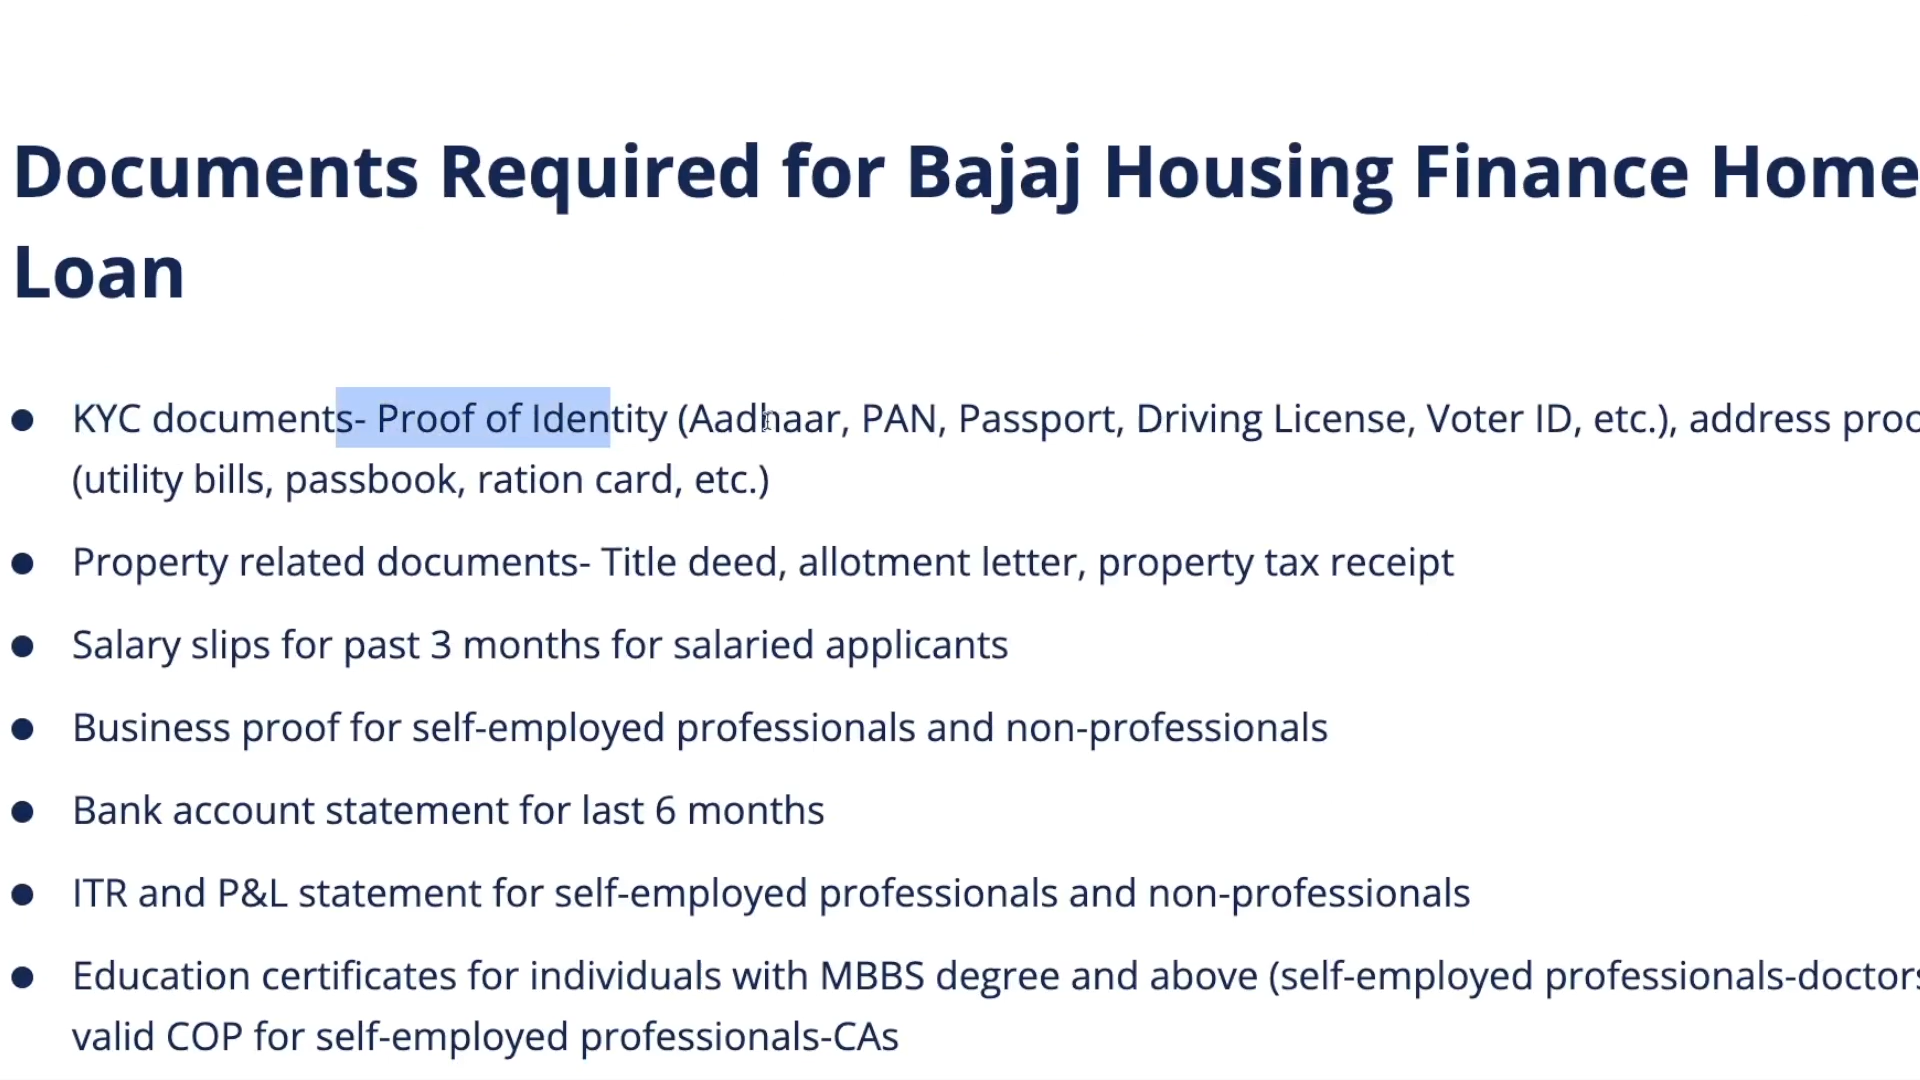 Documents Required for Bajaj Housing Finance Home
Loan
KYC documents- Proof of Identity (Aadhaar, PAN, Passport, Driving License, Voter ID, etc.), address
(utility bills, passbook, ration card, etc.)
Property related documents- Title deed, allotment letter, property tax receipt
Salary slips for past 3 months for salaried applicants
Business proof for self-employed professionals and non-professionals
Bank account statement for last 6 months
ITR and P&L statement for self-employed professionals and non-professionals
Education certificates for individuals with MBBS degree and above (self-employed professionals-doctors
valid COP for self-employed professionals-CAs